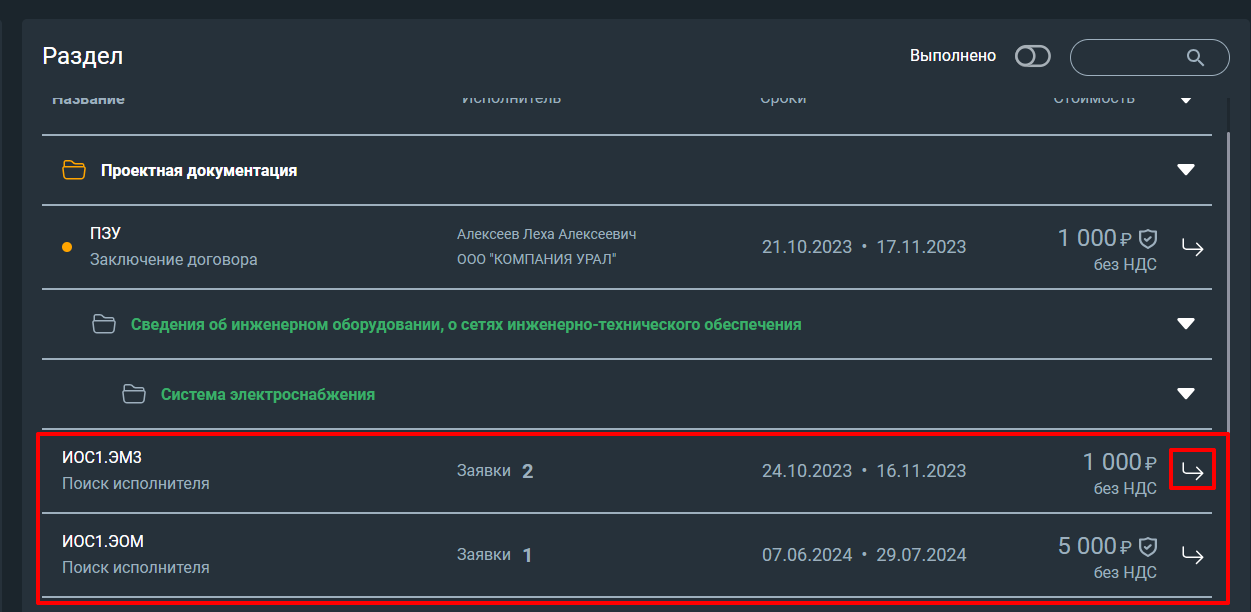 Раздел
Выполнено
Название Исполнитель Сроки Стоимость
Проектная документация
ПЗУ
Заключение договора
Алексеев Леха Алексеевич
ООО "КОМПАНИЯ УРАЛ"
21.10.2023 • 17.11.2023
1 000 ₽
без НДС
Сведения об инженерном оборудовании, о сетях инженерно-технического обеспечения
Система электроснабжения
ИОС1.ЭМ3
Поиск исполнителя
Заявки 2
24.10.2023 • 16.11.2023
1 000 ₽
без НДС
ИОС1.ЭОМ
Поиск исполнителя
Заявки 1
07.06.2024 • 29.07.2024
5 000 ₽
без НДС